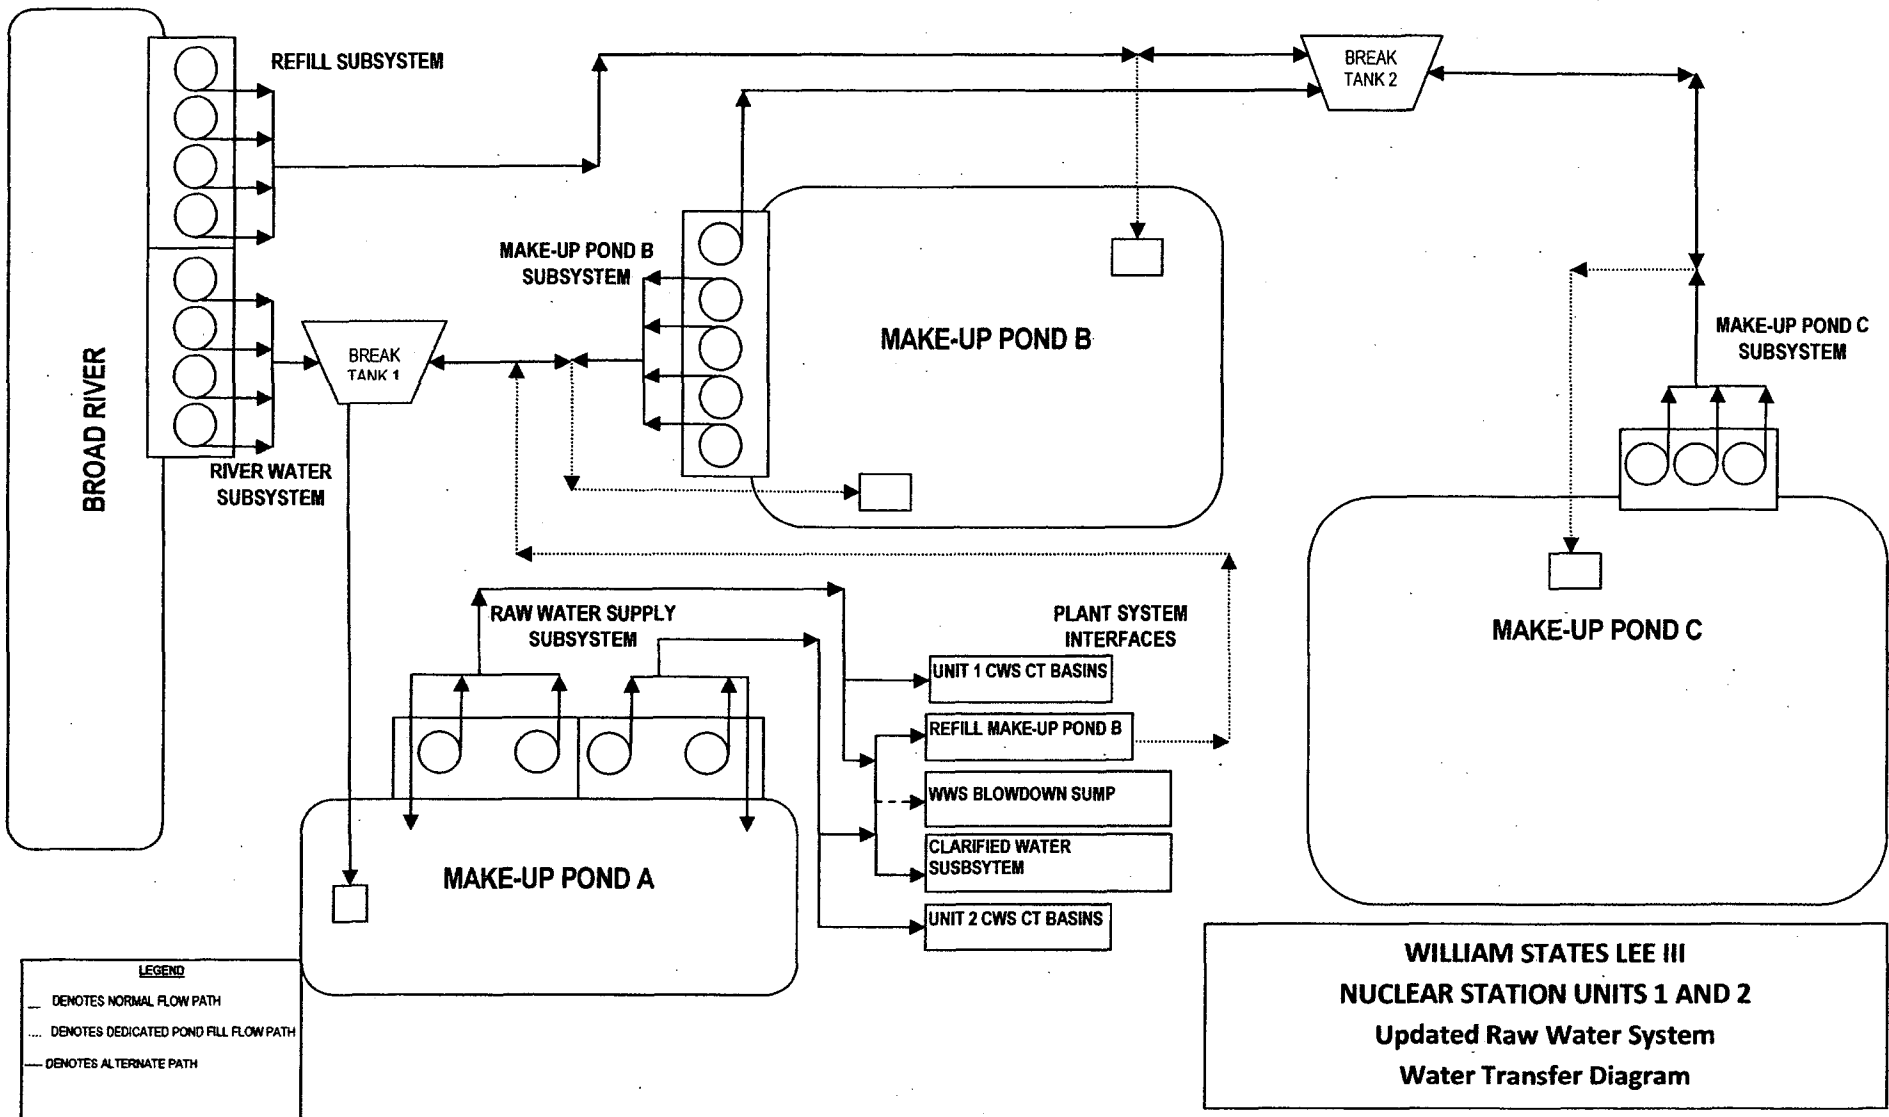 REFILL SUBSYSTEM
BREAK
TANK 2
MAKE-UP POND B
SUBSYSTEM
MAKE-UP POND B
MAKE-UP POND C
SUBSYSTEM
BREAK
TANK 1
BROAD RIVER
RIVER WATER
SUBSYSTEM
RAW WATER SUPPLY
SUBSYSTEM
PLANT SYSTEM
INTERFACES
MAKE-UP POND C
UNIT 1 CWS CT BASINS
REFILL MAKE-UP POND B
WWS BLOWDOWN SUMP
CLARIFIED WATER
SUSBSYTEM
UNIT 2 CWS CT BASINS
MAKE-UP POND A
LEGEND
__ DENOTES NORMAL FLOW PATH
.... DENOTES DEDICATED POND FILL FLOW PATH
— DENOTES ALTERNATE PATH
WILLIAM STATES LEE III
NUCLEAR STATION UNITS 1 AND 2
Updated Raw Water System
Water Transfer Diagram